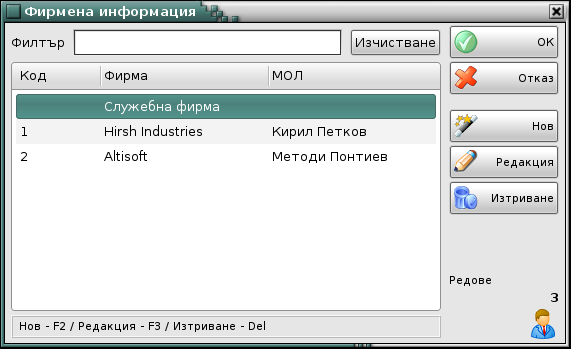 Фирмена информация
Филтър
Изчистване
Код Фирма МОЛ
Служебна фирма
1 Hirsh Industries Кирил Петков
2 Altisoft Методи Понтиев
OK
Отказ
Нов
Редакция
Изтриване
Редове
3
Нов - F2 / Редакция - F3 / Изтриване - Del